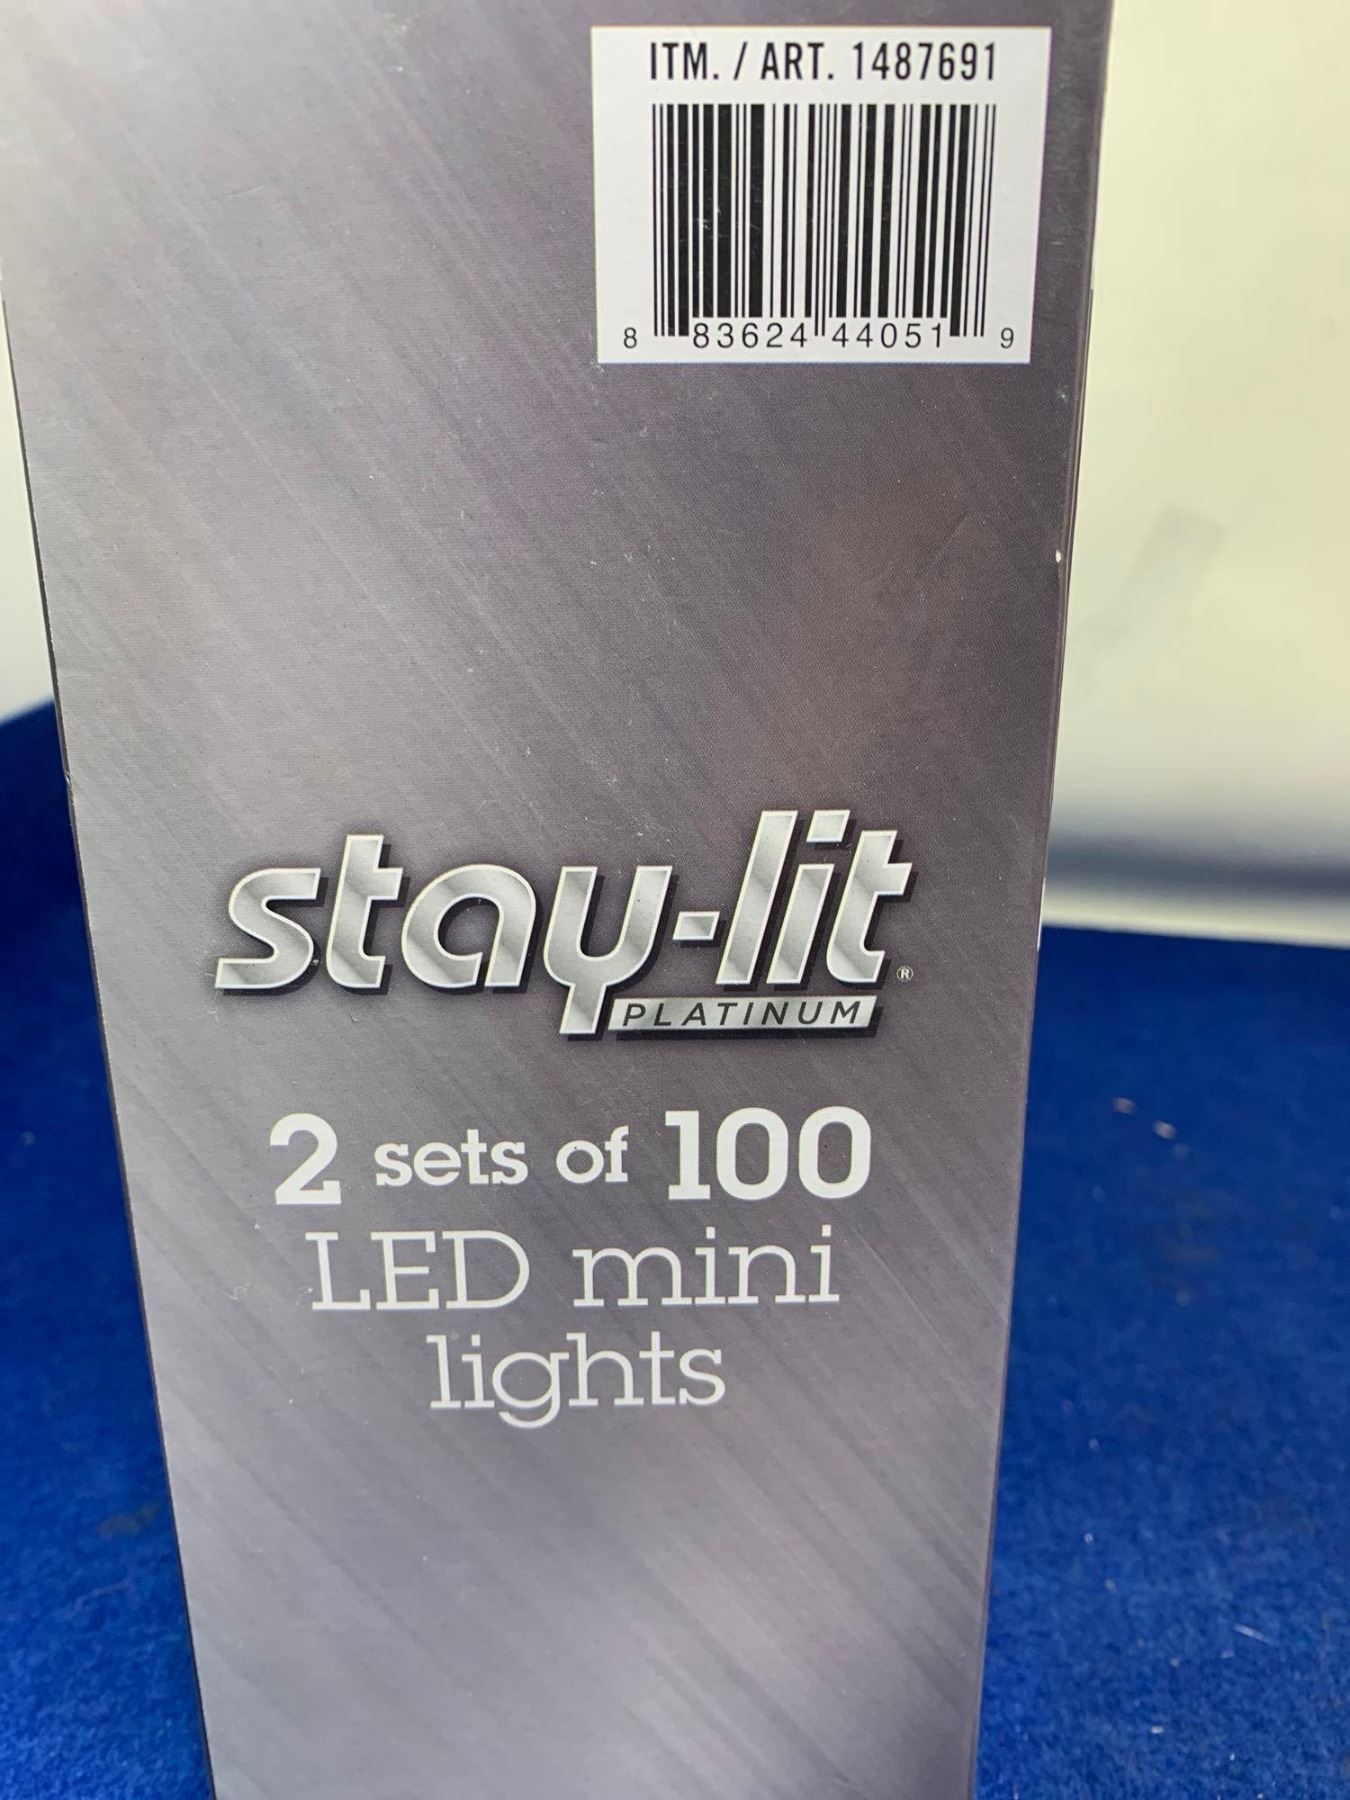 ITM. / ART. 1487691
8 83624 44051 9
stay-lit®
PLATINUM
2 sets of 100
LED mini
lights